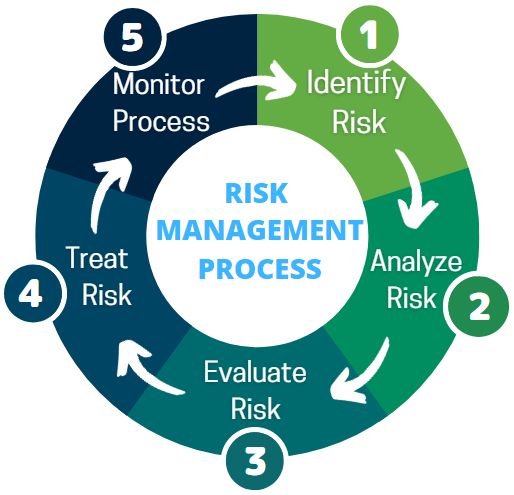 RISK
MANAGEMENT
PROCESS
1
Identify
Risk
2
Analyze
Risk
3
Evaluate
Risk
4
Treat
Risk
5
Monitor
Process